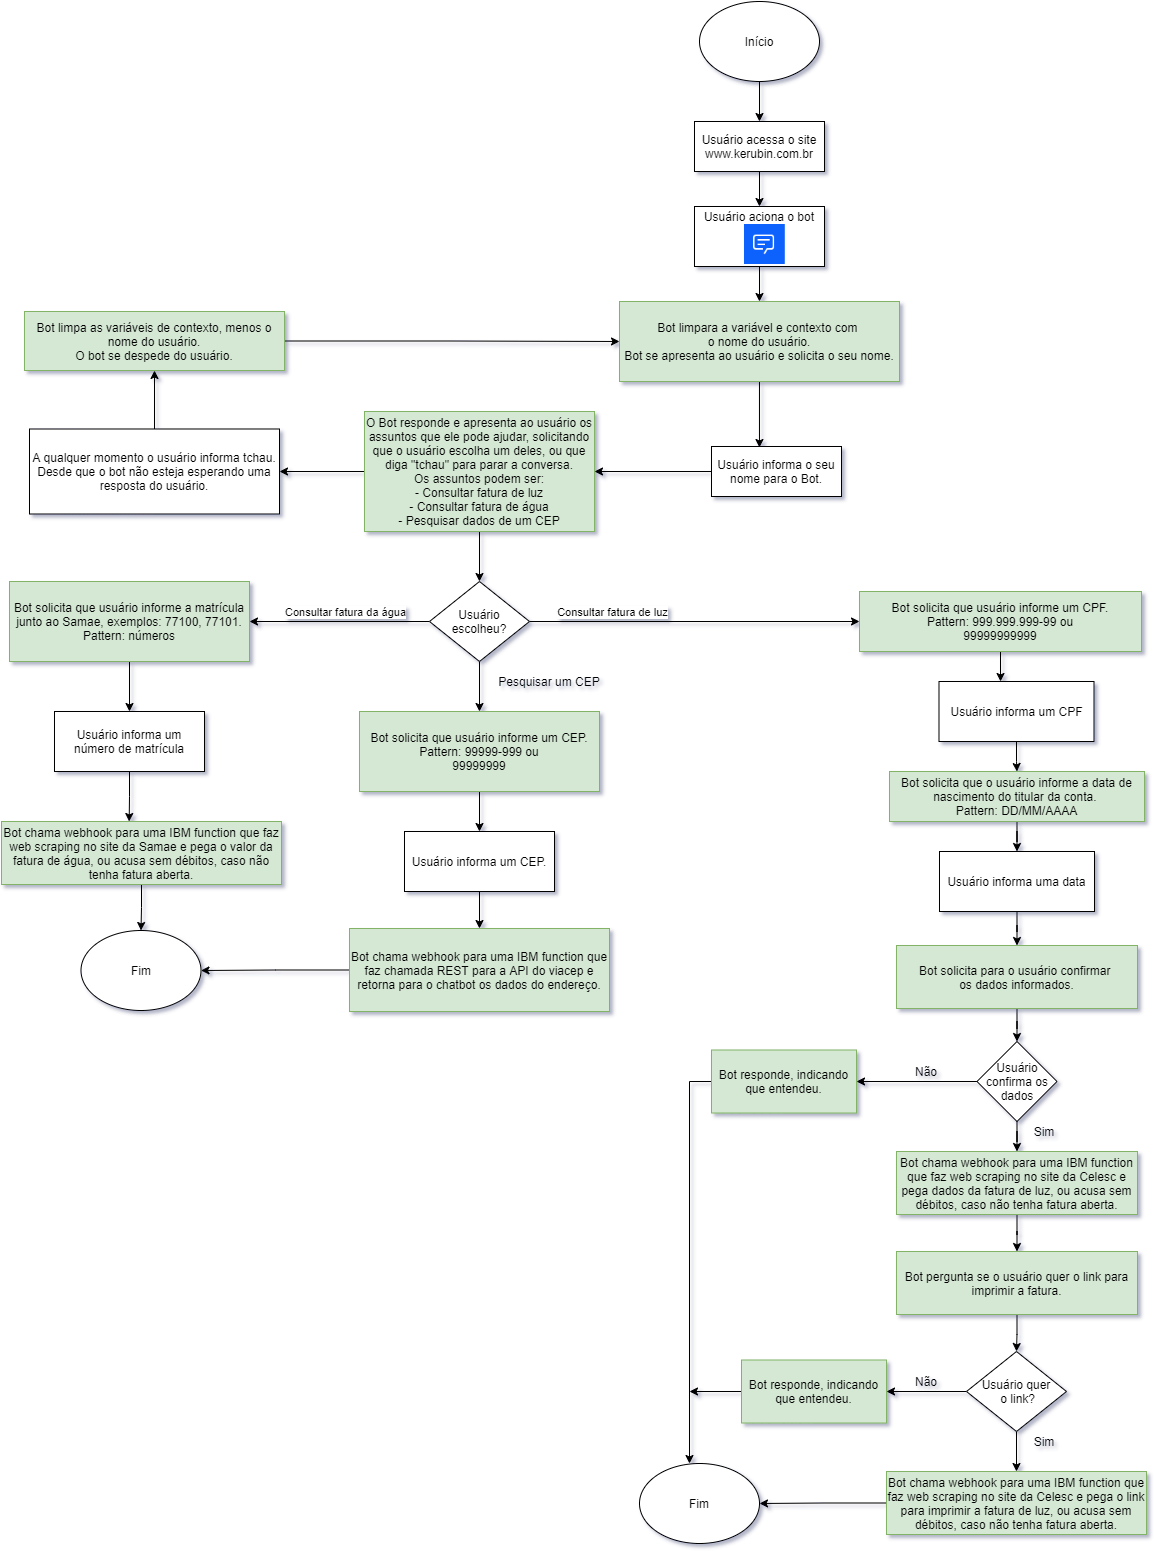 Início
Usuário acessa o site
www.kerubin.com.br
Usuário aciona o bot
Bot limpa as variáveis de contexto, menos o
nome do usuário.
O bot se despede do usuário.
Bot limpara a variável e contexto com
o nome do usuário.
Bot se apresenta ao usuário e solicita o seu nome.
A qualquer momento o usuário informa tchau.
Desde que o bot não esteja esperando uma
resposta do usuário.
O Bot responde e apresenta ao usuário os
assuntos que ele pode ajudar, solicitando
que o usuário escolha um deles, ou que
diga "tchau" para parar a conversa.
Os assuntos podem ser:
- Consultar fatura de luz
- Consultar fatura de água
- Pesquisar dados de um CEP
Usuário informa o seu
nome para o Bot.
Bot solicita que usuário informe a matrícula
junto ao Samae, exemplos: 77100, 77101.
Pattern: números
Consultar fatura da água
Usuário
escolheu?
Consultar fatura de luz
Bot solicita que usuário informe um CPF.
Pattern: 999.999.999-99 ou
99999999999
Pesquisar um CEP
Usuário informa um
número de matrícula
Bot solicita que usuário informe um CEP.
Pattern: 99999-999 ou
99999999
Usuário informa um CPF
Bot solicita que o usuário informe a data de
nascimento do titular da conta.
Pattern: DD/MM/AAAA
Bot chama webhook para uma IBM function que faz
web scraping no site da Samae e pega o valor da
fatura de água, ou acusa sem débitos, caso não
tenha fatura aberta.
Usuário informa um CEP.
Usuário informa uma data
Fim
Bot chama webhook para uma IBM function que
faz chamada REST para a API do viacep e
retorna para o chatbot os dados do endereço.
Bot solicita para o usuário confirmar
os dados informados.
Bot responde, indicando
que entendeu.
Não
Usuário
confirma os
dados
Sim
Bot chama webhook para uma IBM function
que faz web scraping no site da Celesc e
pega dados da fatura de luz, ou acusa sem
débitos, caso não tenha fatura aberta.
Bot pergunta se o usuário quer o link para
imprimir a fatura.
Bot responde, indicando
que entendeu.
Não
Usuário quer
o link?
Sim
Fim
Bot chama webhook para uma IBM function que
faz web scraping no site da Celesc e pega o link
para imprimir a fatura de luz, ou acusa sem
débitos, caso não tenha fatura aberta.